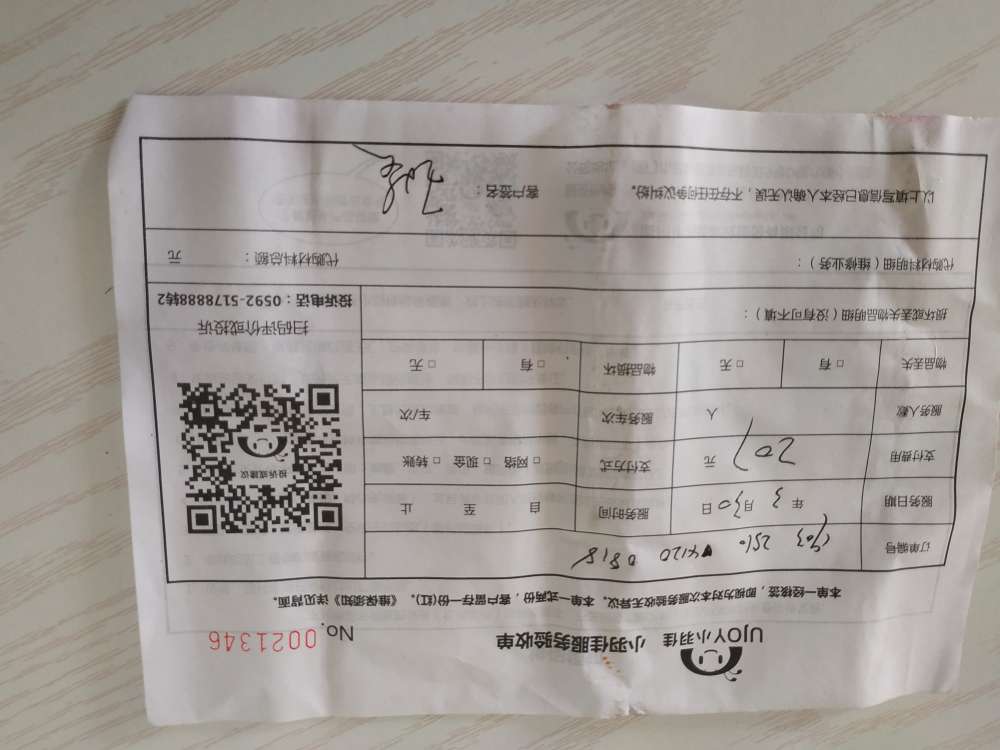 UJOY小羽佳 小羽佳服务验收单 No. 0021346
本单一经核签，即视为对本次服务验收无异议。本单一式两份，客户留存一份(红)。《维保须知》详见背面。
订单编号 2510 4120 0818
服务日期 年 3 月 30 日 服务时间 自 至 止
支付费用 207 元 支付方式 □ 网络 □ 现金 □ 转账
服务人数 人 服务车次 车/次
物品丢失 □ 有 □ 无 物品损坏 □ 有 □ 无
投诉或建议
扫码评价或投诉
投诉电话：0592-5178888转2
损坏或丢失物品明细（没有可不填）：
代购材料明细（维修业务）： 代购材料总额： 元
以上填写信息已经本人确认无误，不存在任何争议纠纷。 客户签名：